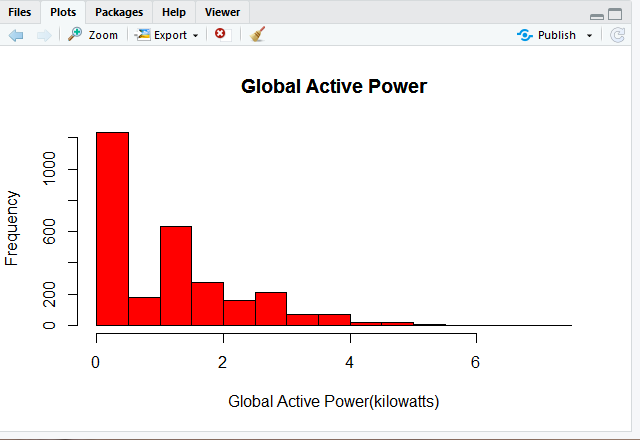 Files Plots Packages Help Viewer
Zoom Export Publish
Global Active Power
Frequency
1000
600
200
0
0 2 4 6
Global Active Power(kilowatts)